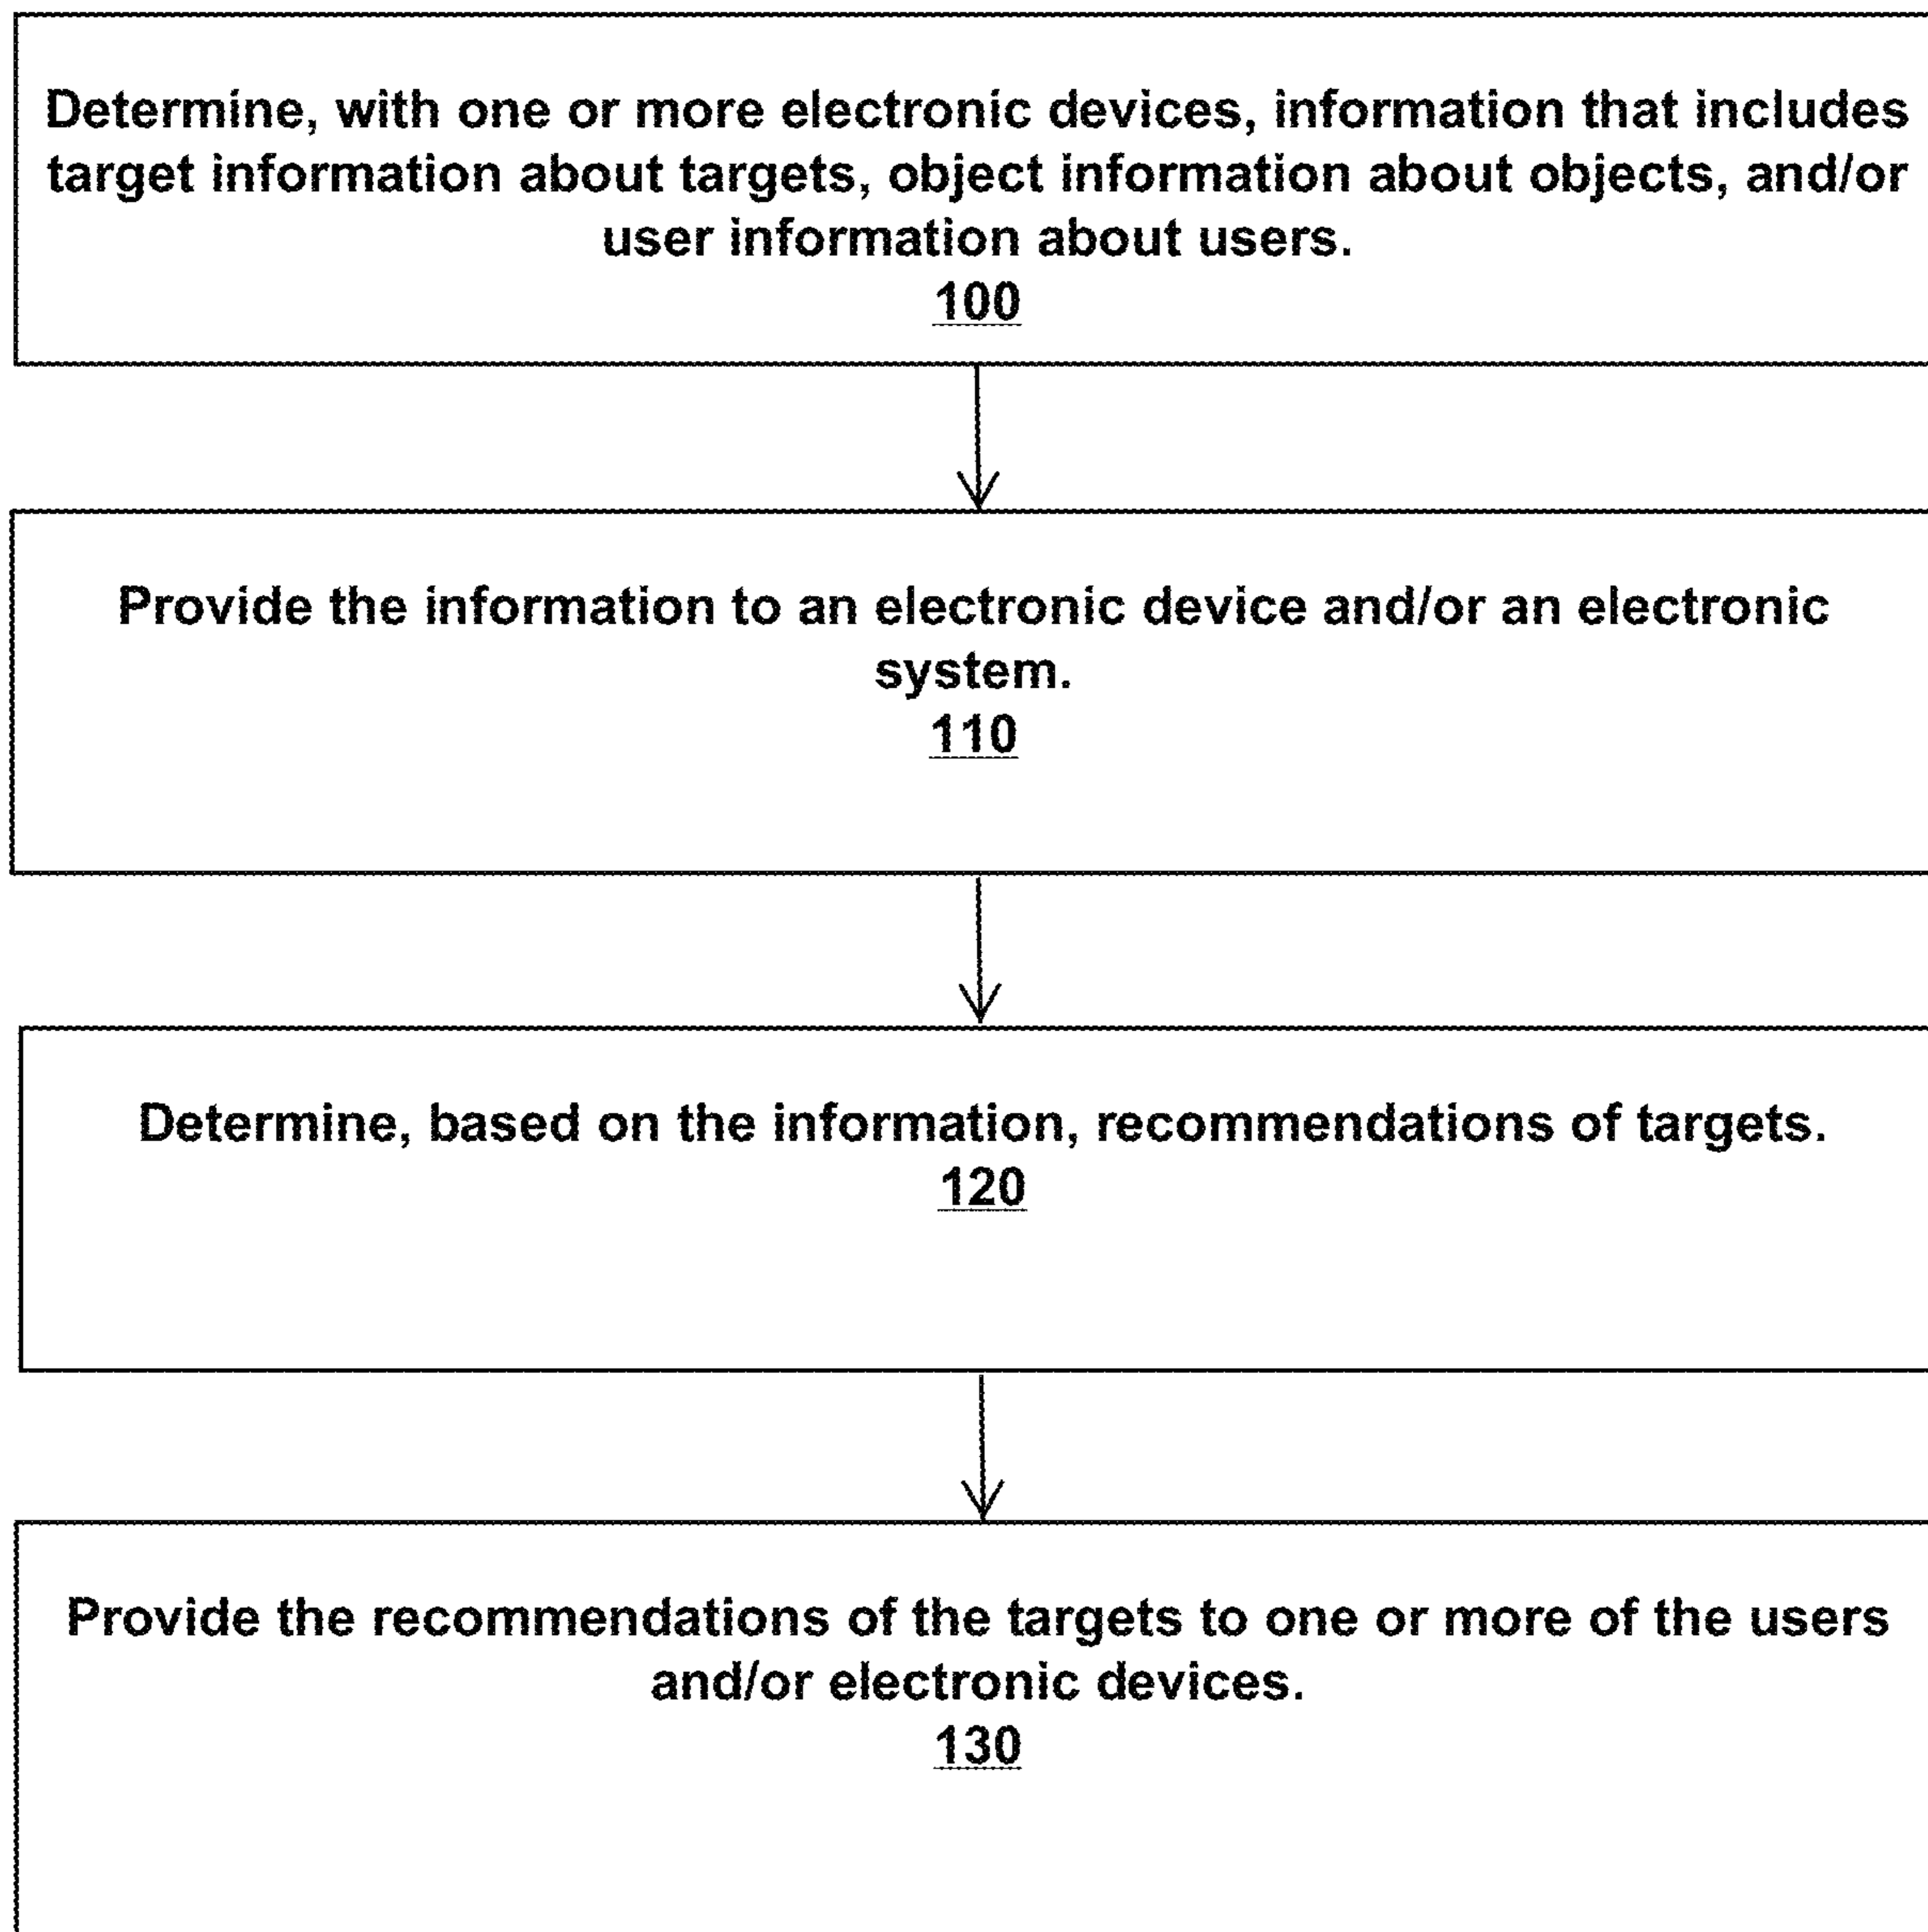 Determine, with one or more electronic devices, information that includes
target information about targets, object information about objects, and/or
user information about users.
100
Provide the information to an electronic device and/or an electronic
system.
110
Determine, based on the information, recommendations of targets.
120
Provide the recommendations of the targets to one or more of the users
and/or electronic devices.
130